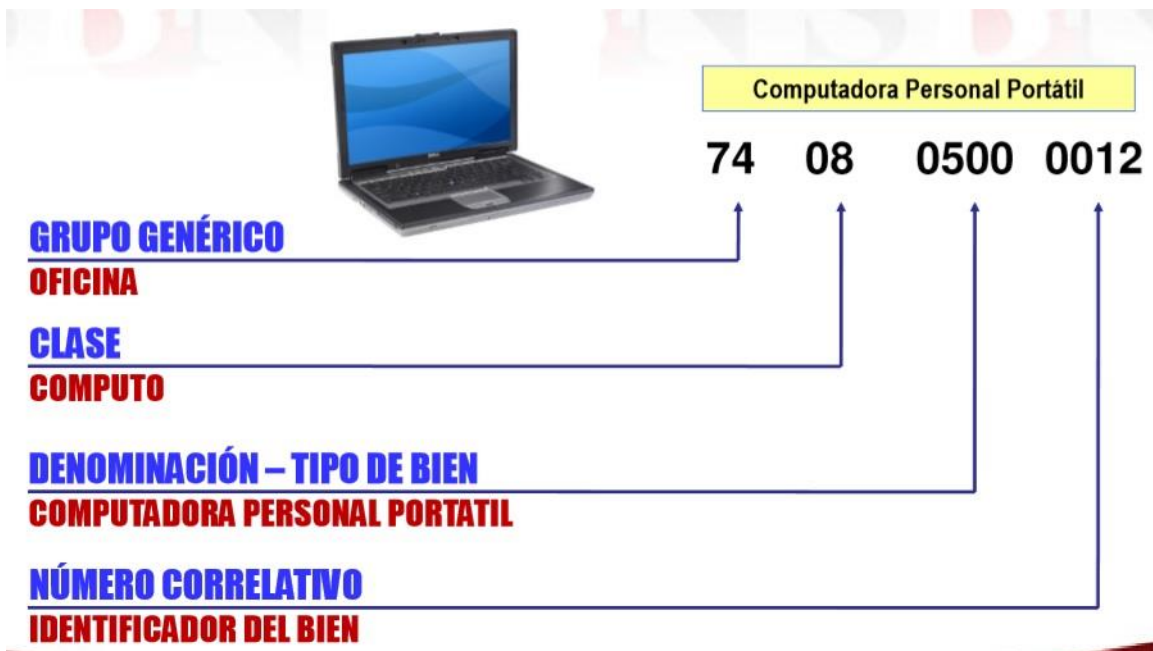 Computadora Personal Portátil
74 08 0500 0012
GRUPO GENÉRICO
OFICINA
CLASE
COMPUTO
DENOMINACIÓN – TIPO DE BIEN
COMPUTADORA PERSONAL PORTATIL
NÚMERO CORRELATIVO
IDENTIFICADOR DEL BIEN